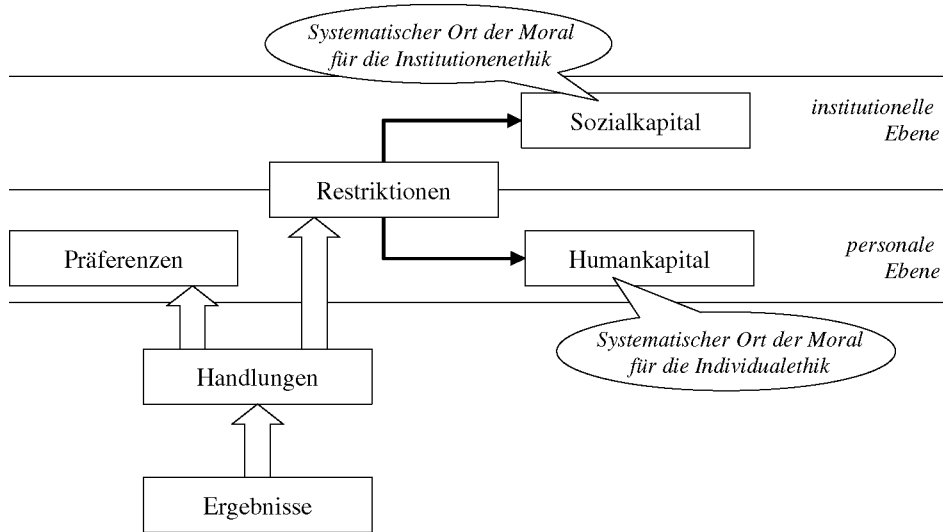 Systematischer Ort der Moral
für die Institutionenethik
Sozialkapital
institutionelle
Ebene
Restriktionen
Präferenzen
Humankapital
personale
Ebene
Systematischer Ort der Moral
für die Individualethik
Handlungen
Ergebnisse